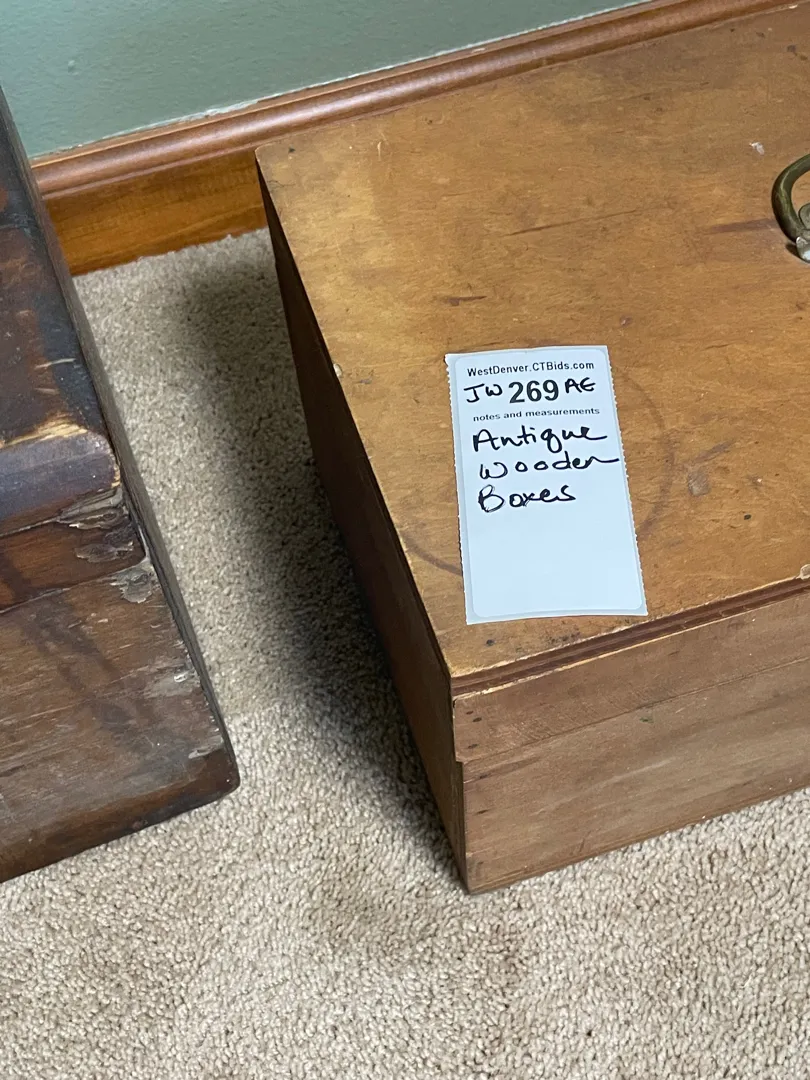 WestDenver.CTBids.com
JW 269 AE
notes and measurements
Antique
Wooden
Boxes